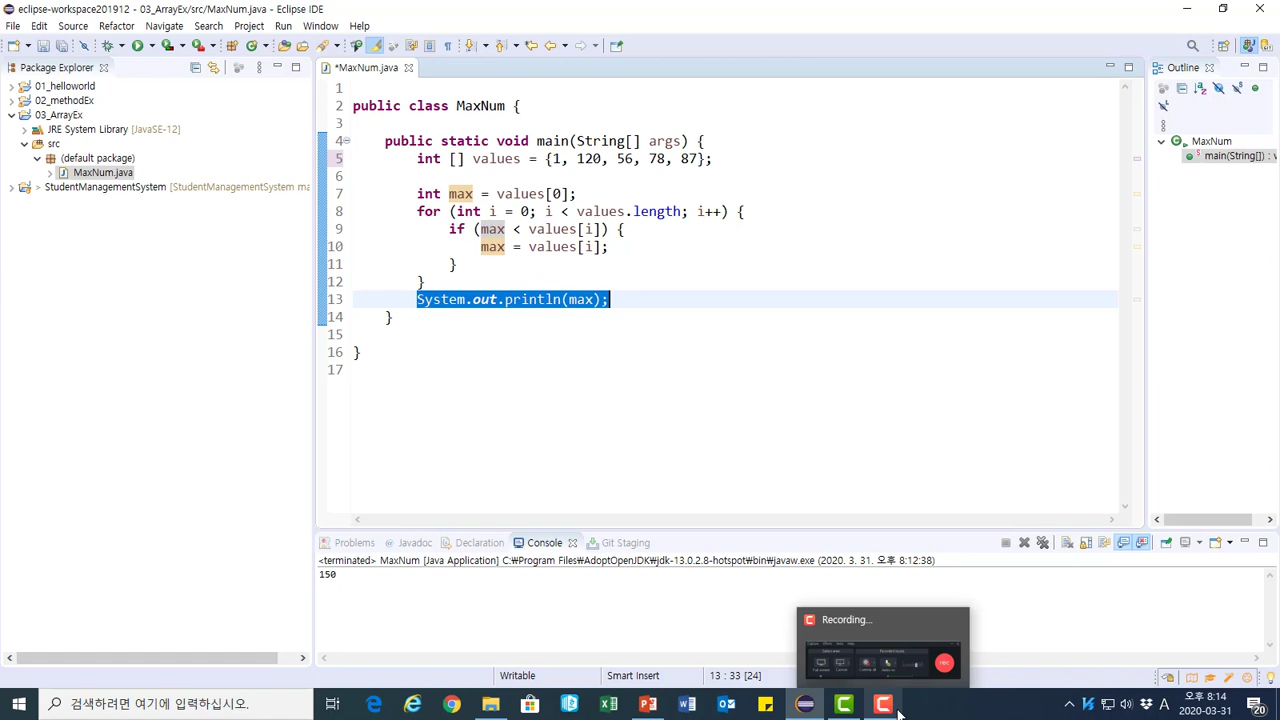 eclipse-workspace201912 - 03_ArrayEx/src/MaxNum.java - Eclipse IDE
File Edit Source Refactor Navigate Search Project Run Window Help
Package Explorer
*MaxNum.java
Outline
01_helloworld
02_methodEx
03_ArrayEx
JRE System Library [JavaSE-12]
src
(default package)
MaxNum.java
> StudentManagementSystem [StudentManagementSystem ma
1
2 public class MaxNum {
3
4 public static void main(String[] args) {
5 int [] values = {1, 120, 56, 78, 87};
6
7 int max = values[0];
8 for (int i = 0; i < values.length; i++) {
9 if (max < values[i]) {
10 max = values[i];
11 }
12 }
13 System.out.println(max);
14 }
15
16 }
17
MaxNum
main(String[]) : v
Problems Javadoc Declaration Console Git Staging
<terminated> MaxNum [Java Application] C:₩Program Files₩AdoptOpenJDK₩jdk-13.0.2.8-hotspot₩bin₩javaw.exe (2020. 3. 31. 오후 8:12:38)
150
Recording...
Writable Smart Insert 13 : 33 [24]
검색하려면 여기에 입력하십시오.
A
오후 8:14
2020-03-31
20